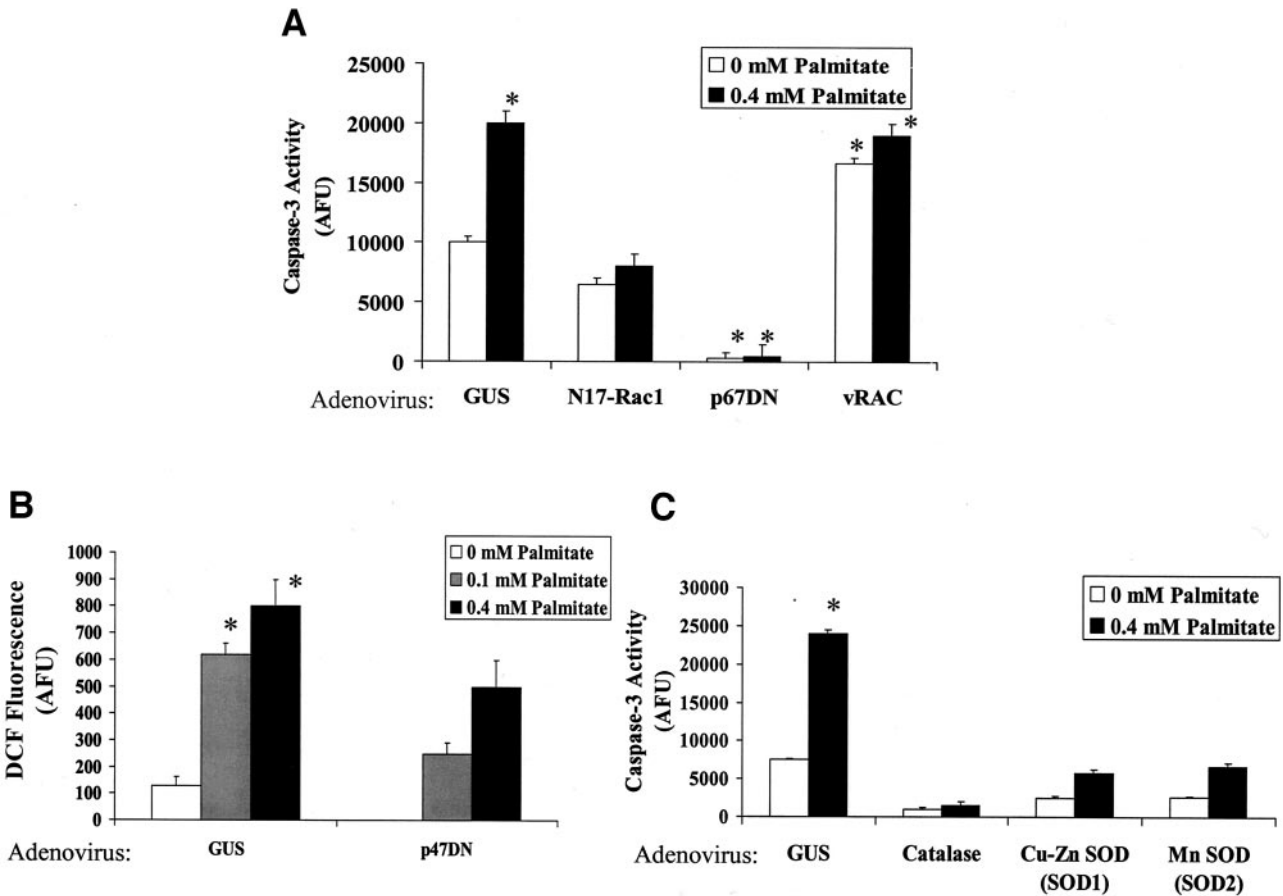 A
0 mM Palmitate
0.4 mM Palmitate
Caspase-3 Activity
(AFU)
25000
20000
15000
10000
5000
0
*
*
*
*
*
Adenovirus: GUS N17-Rac1 p67DN vRAC
B
0 mM Palmitate
0.1 mM Palmitate
0.4 mM Palmitate
DCF Fluorescence
(AFU)
1000
900
800
700
600
500
400
300
200
100
0
*
*
Adenovirus: GUS p47DN
C
0 mM Palmitate
0.4 mM Palmitate
Caspase-3 Activity
(AFU)
30000
25000
20000
15000
10000
5000
0
*
Adenovirus: GUS Catalase Cu-Zn SOD Mn SOD
(SOD1) (SOD2)